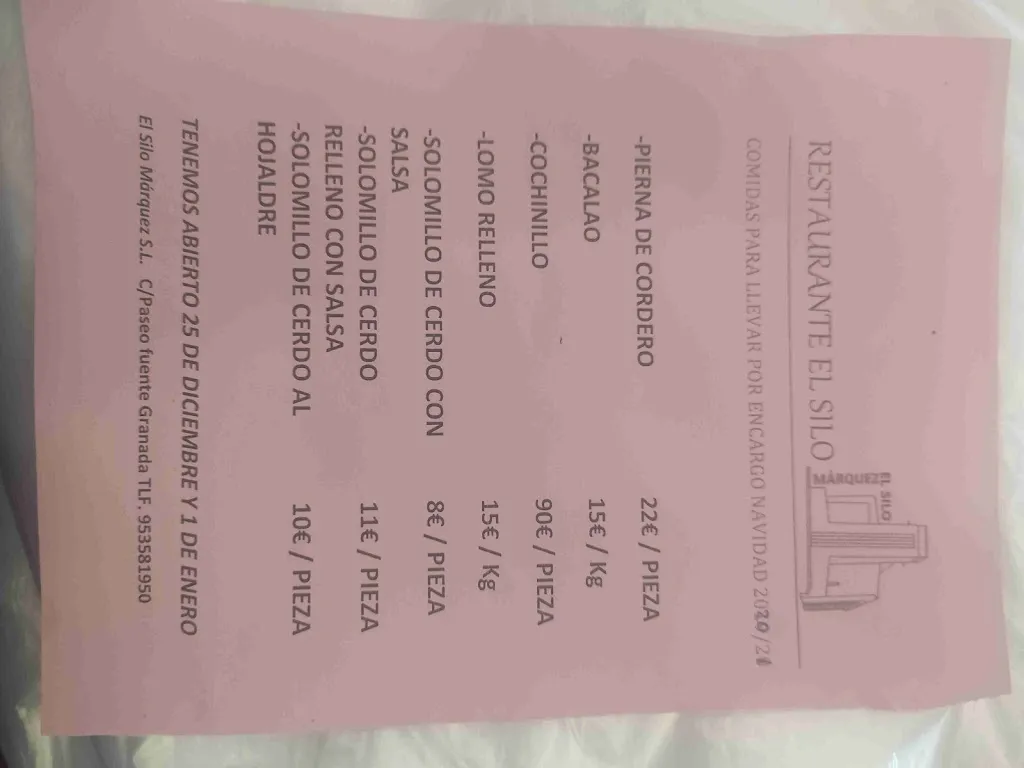 RESTAURANTE EL SILO
MÁRQUEZ
EL SILO
COMIDAS PARA LLEVAR POR ENCARGO NAVIDAD 2020/21
-PIERNA DE CORDERO 22€ / PIEZA
-BACALAO 15€ / Kg
-COCHINILLO 90€ / PIEZA
-LOMO RELLENO 15€ / Kg
-SOLOMILLO DE CERDO CON 8€ / PIEZA
SALSA
-SOLOMILLO DE CERDO 11€ / PIEZA
RELLENO CON SALSA
-SOLOMILLO DE CERDO AL 10€ / PIEZA
HOJALDRE
TENEMOS ABIERTO 25 DE DICIEMBRE Y 1 DE ENERO
El Silo Márquez S.L. C/Paseo fuente Granada TLF. 953581950